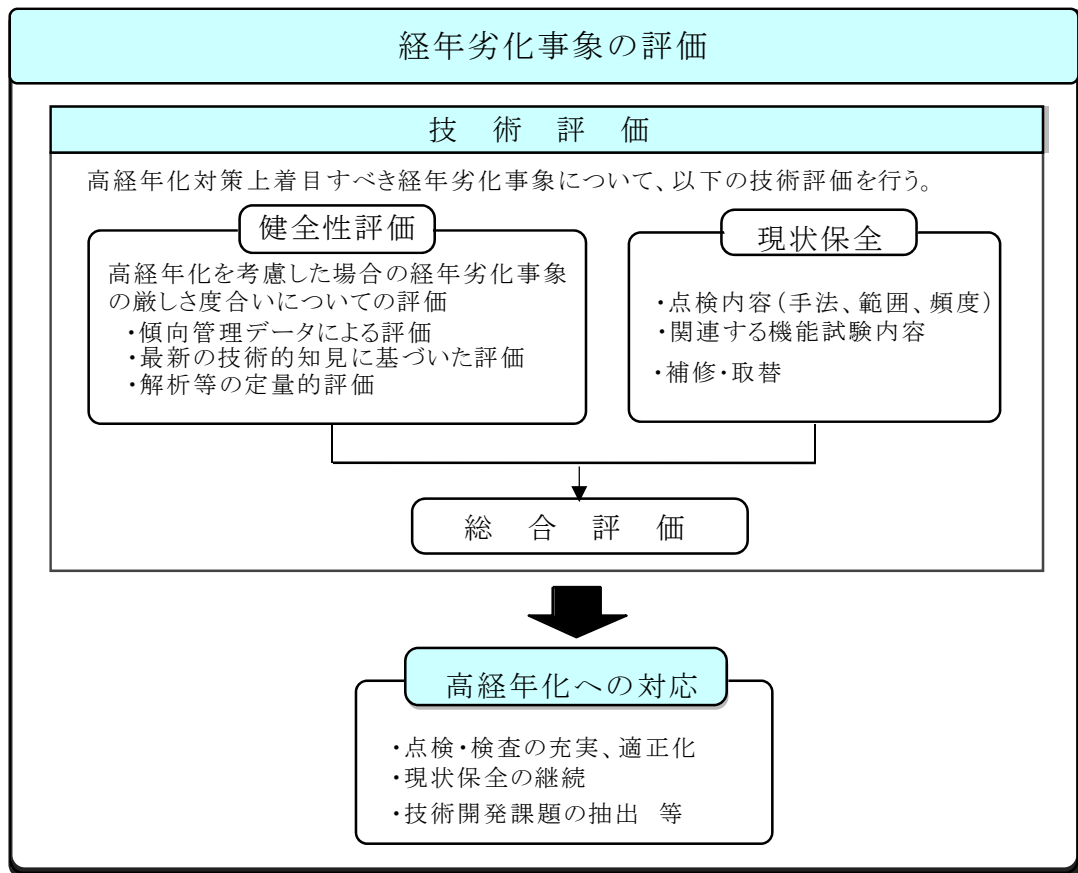 経年劣化事象の評価
技 術 評 価
高経年化対策上着目すべき経年劣化事象について、以下の技術評価を行う。
健全性評価
高経年化を考慮した場合の経年劣化事象
の厳しさ度合いについての評価
・傾向管理データによる評価
・最新の技術的知見に基づいた評価
・解析等の定量的評価
現状保全
・点検内容(手法、範囲、頻度)
・関連する機能試験内容
・補修・取替
総 合 評 価
高経年化への対応
・点検・検査の充実、適正化
・現状保全の継続
・技術開発課題の抽出 等